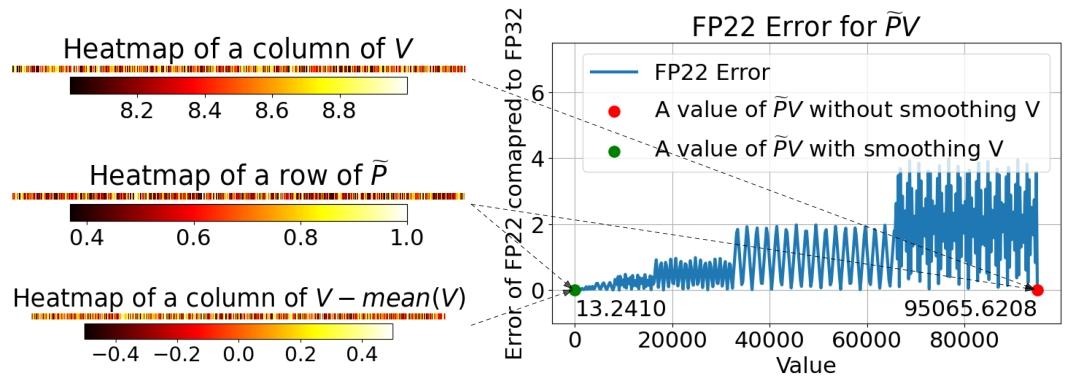 Heatmap of a column of V
8.2 8.4 8.6 8.8
Heatmap of a row of P̃
0.4 0.6 0.8 1.0
Heatmap of a column of V − mean(V)
−0.4 −0.2 0.0 0.2 0.4
Error of FP22 comapred to FP32
FP22 Error for P̃V
FP22 Error
A value of P̃V without smoothing V
A value of P̃V with smoothing V
6
4
2
0
13.2410 95065.6208
0 20000 40000 60000 80000
Value